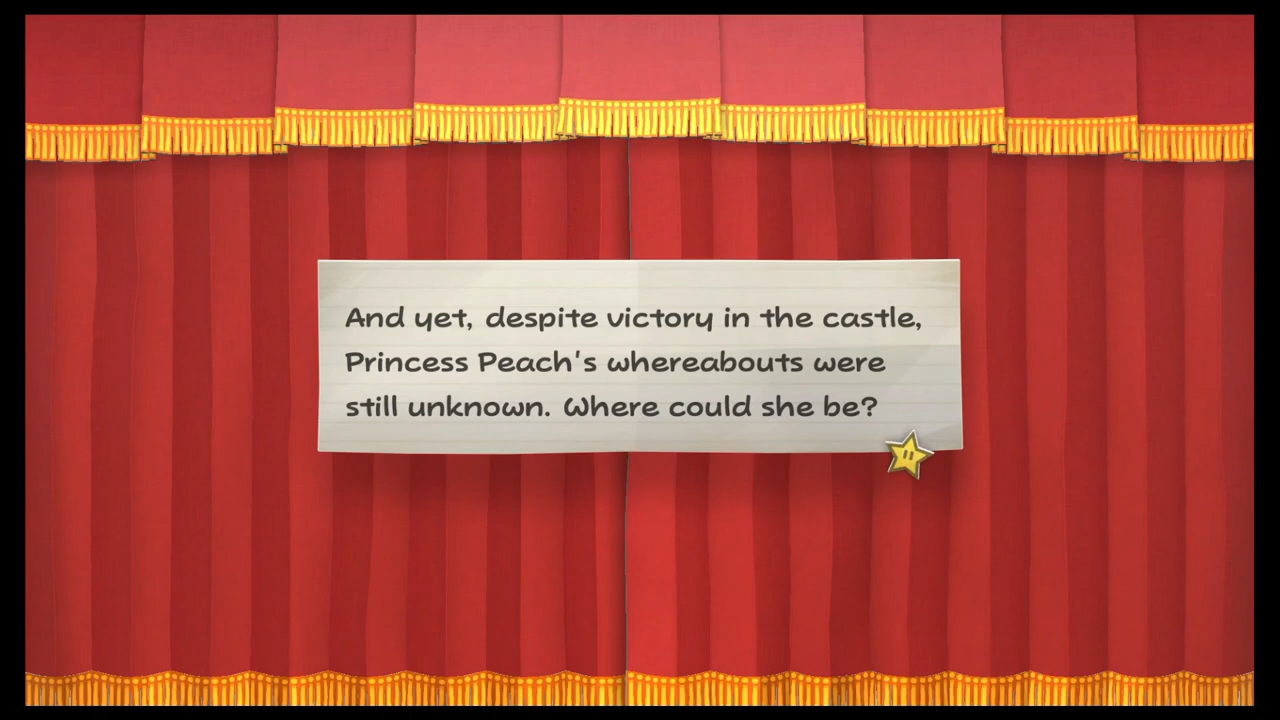 And yet, despite victory in the castle,
Princess Peach's whereabouts were
still unknown. Where could she be?